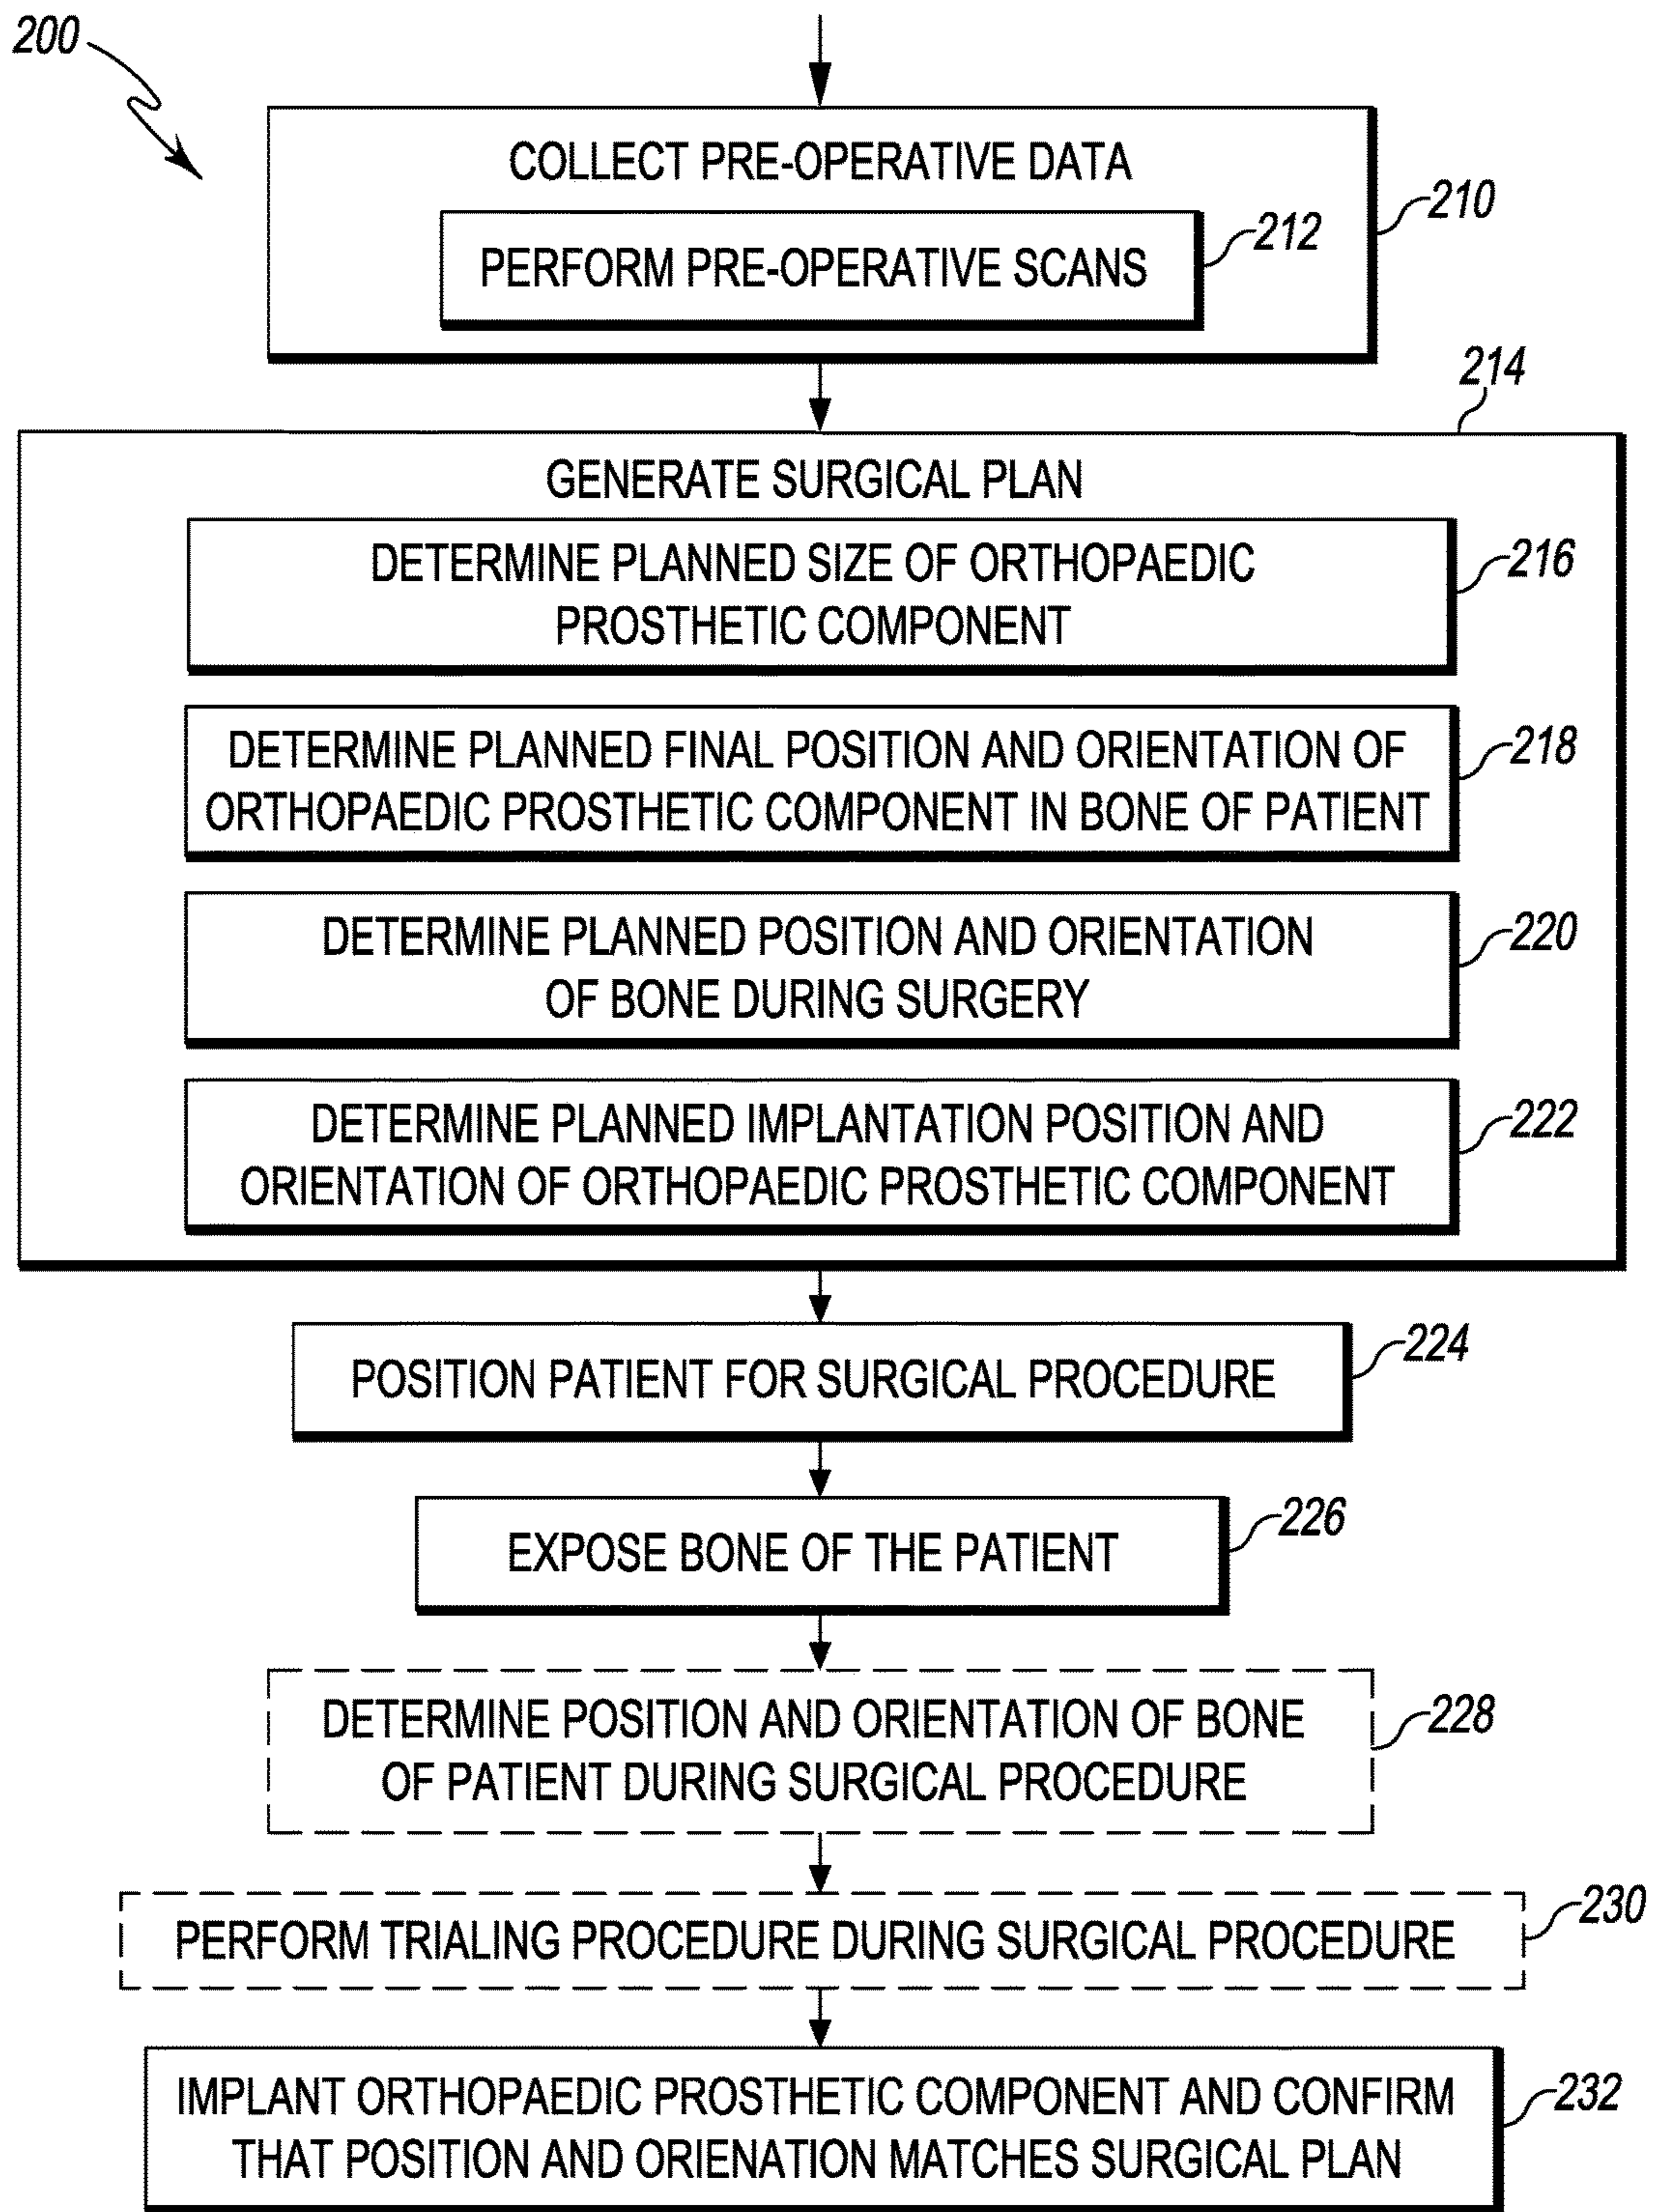 200
COLLECT PRE-OPERATIVE DATA
210
PERFORM PRE-OPERATIVE SCANS
212
214
GENERATE SURGICAL PLAN
DETERMINE PLANNED SIZE OF ORTHOPAEDIC
PROSTHETIC COMPONENT
216
DETERMINE PLANNED FINAL POSITION AND ORIENTATION OF
ORTHOPAEDIC PROSTHETIC COMPONENT IN BONE OF PATIENT
218
DETERMINE PLANNED POSITION AND ORIENTATION
OF BONE DURING SURGERY
220
DETERMINE PLANNED IMPLANTATION POSITION AND
ORIENTATION OF ORTHOPAEDIC PROSTHETIC COMPONENT
222
POSITION PATIENT FOR SURGICAL PROCEDURE
224
EXPOSE BONE OF THE PATIENT
226
DETERMINE POSITION AND ORIENTATION OF BONE
OF PATIENT DURING SURGICAL PROCEDURE
228
PERFORM TRIALING PROCEDURE DURING SURGICAL PROCEDURE
230
IMPLANT ORTHOPAEDIC PROSTHETIC COMPONENT AND CONFIRM
THAT POSITION AND ORIENATION MATCHES SURGICAL PLAN
232